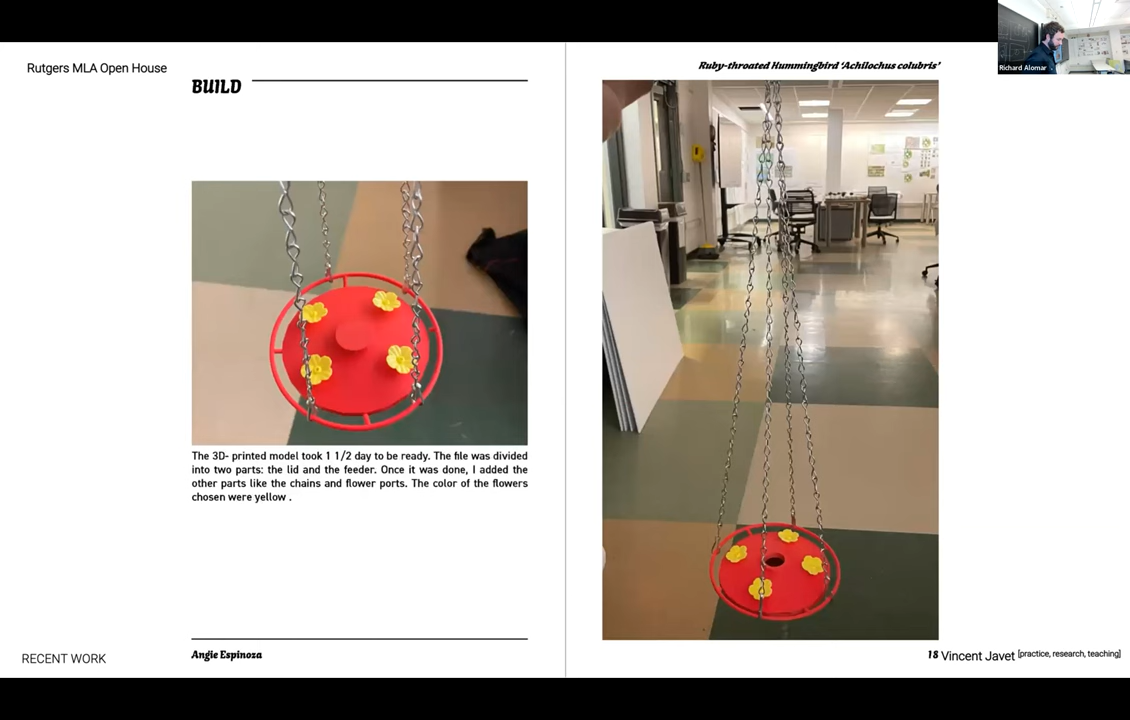 Rutgers MLA Open House
BUILD
The 3D- printed model took 1 1/2 day to be ready. The file was divided
into two parts: the lid and the feeder. Once it was done, I added the
other parts like the chains and flower ports. The color of the flowers
chosen were yellow .
Angie Espinoza
RECENT WORK
Ruby-throated Hummingbird ‘Achilochus colubris’
18 Vincent Javet [practice, research, teaching]
Richard Alomar